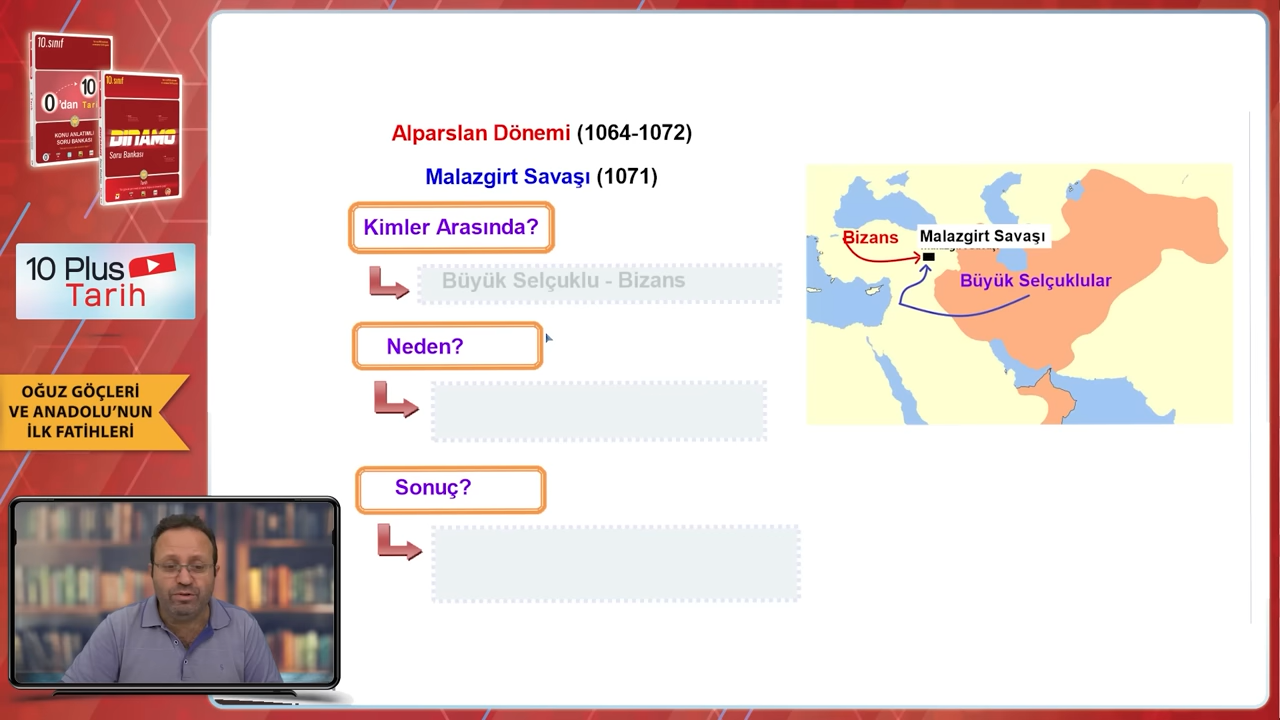 10.sınıf
0'dan 10
Tarih
KONU ANLATIMLI
SORU BANKASI
10.sınıf
DİNAMO
Soru Bankası
10 Plus
Tarih
OĞUZ GÖÇLERİ
VE ANADOLU'NUN
İLK FATİHLERİ
Alparslan Dönemi (1064-1072)
Malazgirt Savaşı (1071)
Kimler Arasında?
Büyük Selçuklu - Bizans
Neden?
Sonuç?
Bizans
Malazgirt Savaşı
Büyük Selçuklular